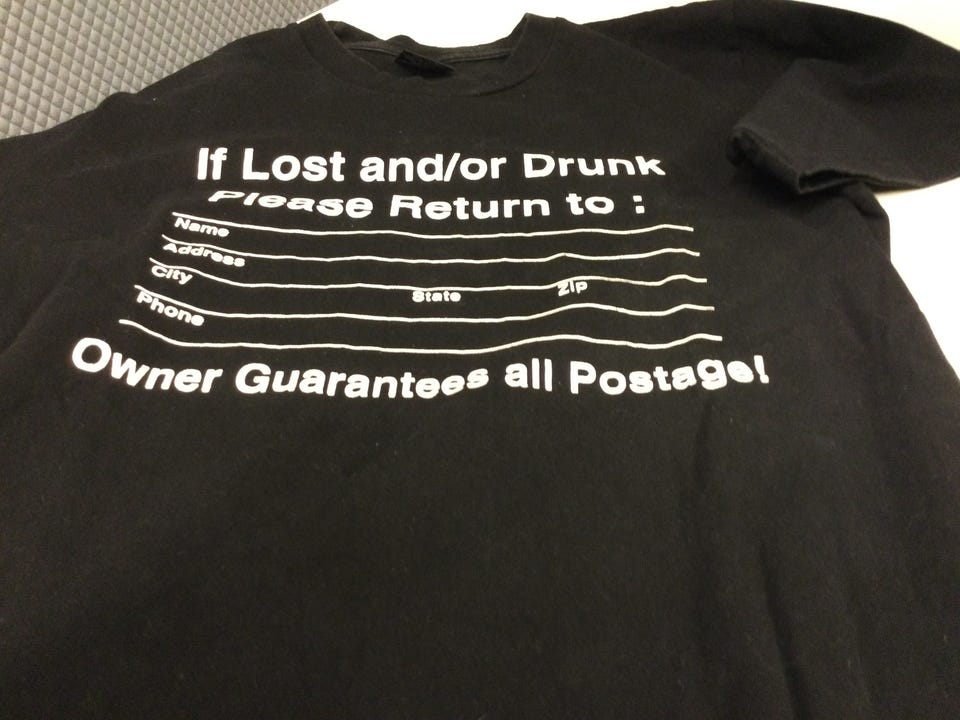 If Lost and/or Drunk
Please Return to :
Name
Address
City State Zip
Phone
Owner Guarantees all Postage!